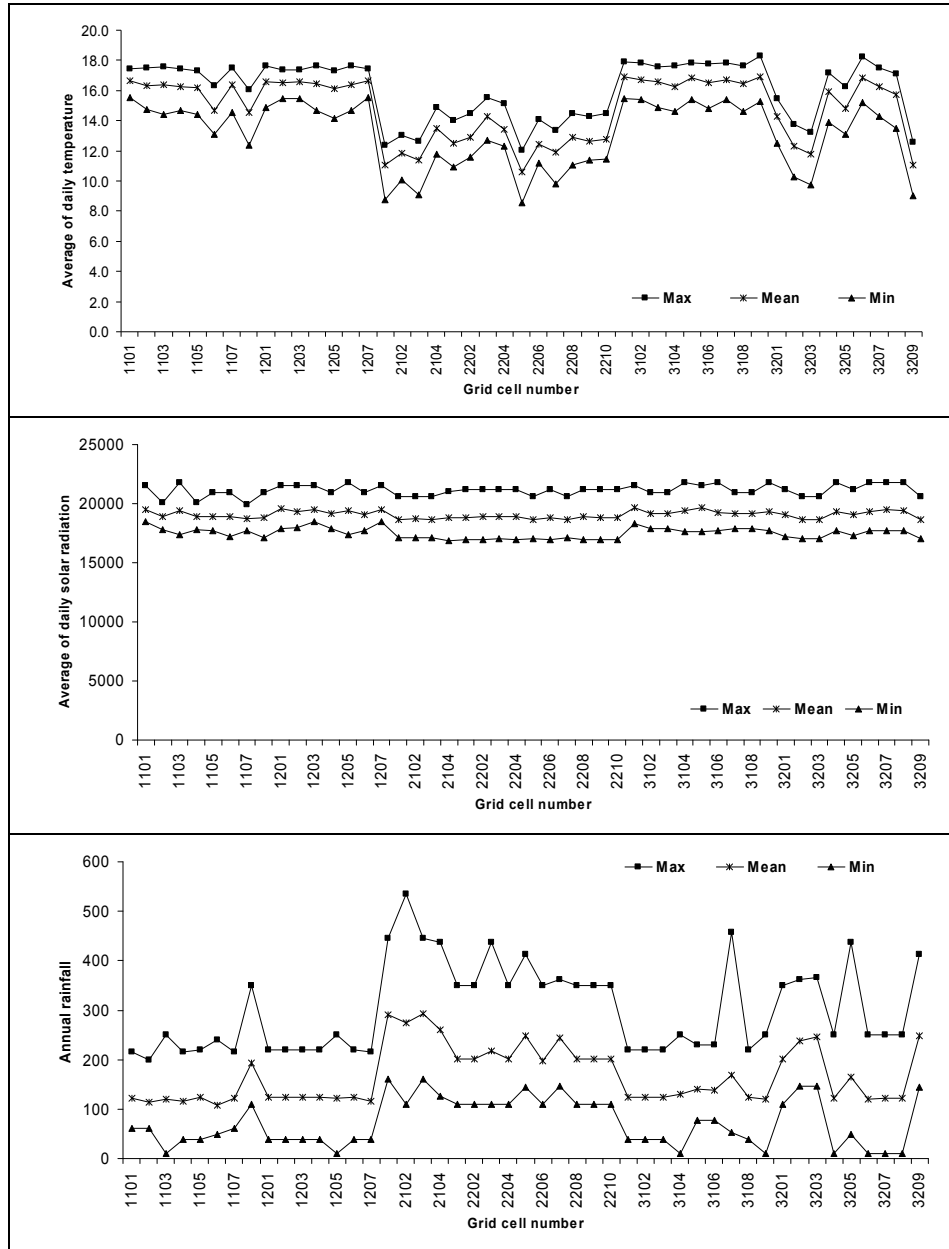 Average of daily temperature
20.0
18.0
16.0
14.0
12.0
10.0
8.0
6.0
4.0
2.0
0.0
Max Mean Min
1101 1103 1105 1107 1201 1203 1205 1207 2102 2104 2202 2204 2206 2208 2210 3102 3104 3106 3108 3201 3203 3205 3207 3209
Grid cell number
Average of daily solar radiation
25000
20000
15000
10000
5000
0
Max Mean Min
1101 1103 1105 1107 1201 1203 1205 1207 2102 2104 2202 2204 2206 2208 2210 3102 3104 3106 3108 3201 3203 3205 3207 3209
Grid cell number
Annual rainfall
600
500
400
300
200
100
0
Max Mean Min
1101 1103 1105 1107 1201 1203 1205 1207 2102 2104 2202 2204 2206 2208 2210 3102 3104 3106 3108 3201 3203 3205 3207 3209
Grid cell number